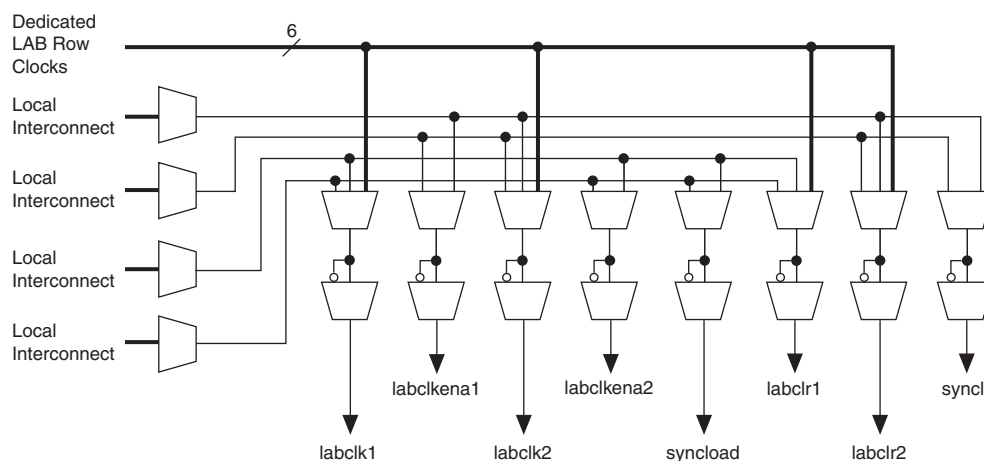 Dedicated
LAB Row
Clocks
6
Local
Interconnect
Local
Interconnect
Local
Interconnect
Local
Interconnect
labclkena1
labclkena2
labclr1
syncl
labclk1
labclk2
syncload
labclr2